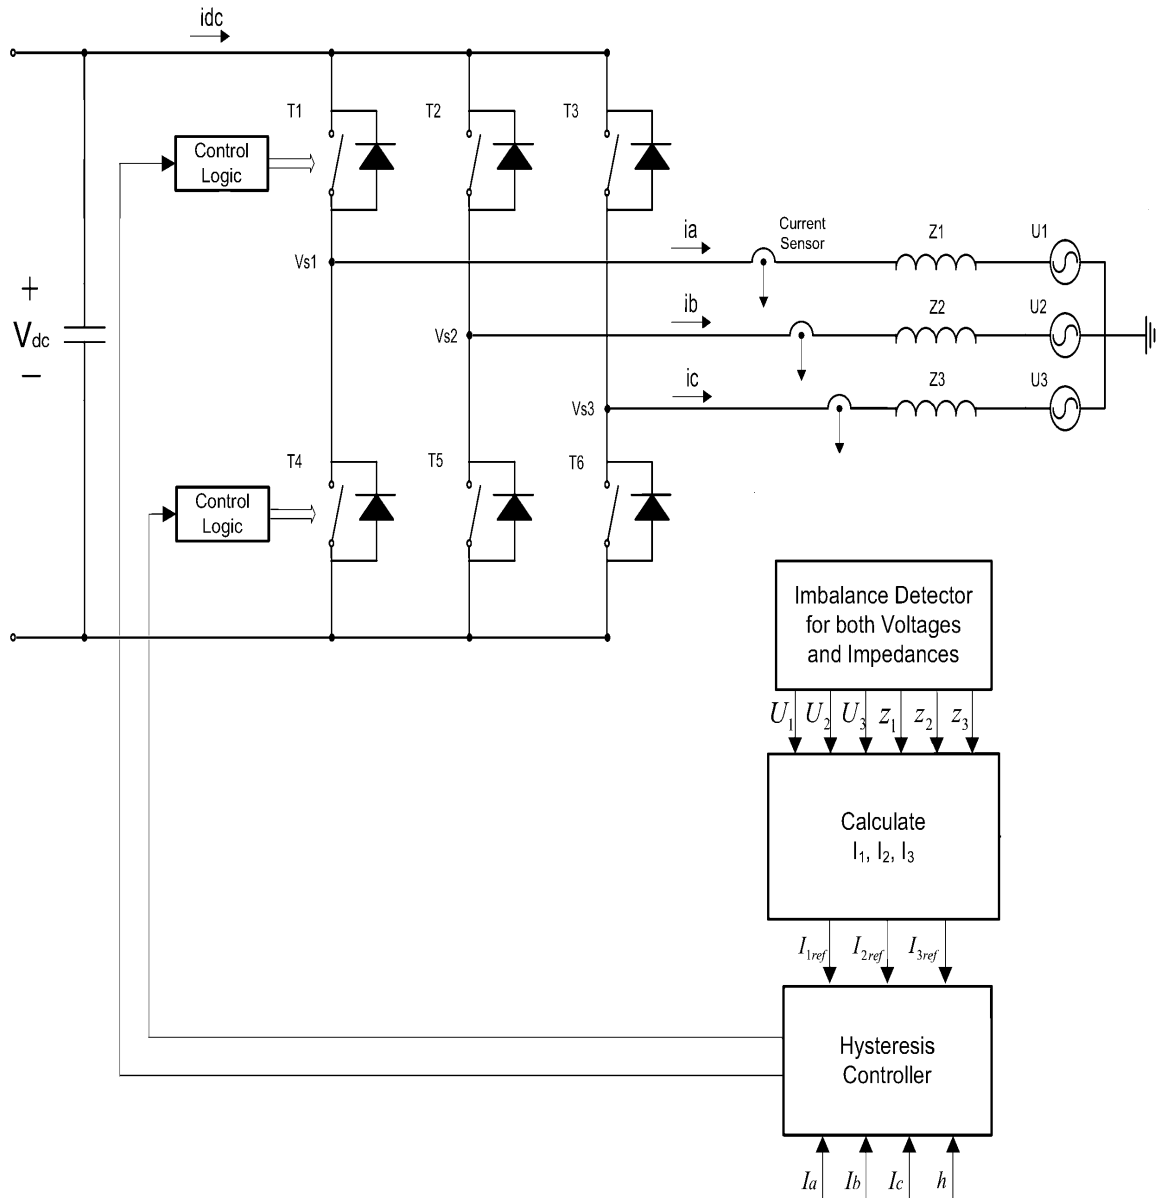 idc
T1
T2
T3
Control
Logic
ia
Current
Sensor
Z1
U1
Vs1
+
Vdc
−
ib
Z2
U2
Vs2
ic
Z3
U3
Vs3
T4
T5
T6
Control
Logic
Imbalance Detector
for both Voltages
and Impedances
U1 U2 U3 z1 z2 z3
Calculate
I1, I2, I3
I1ref I2ref I3ref
Hysteresis
Controller
Ia Ib Ic h